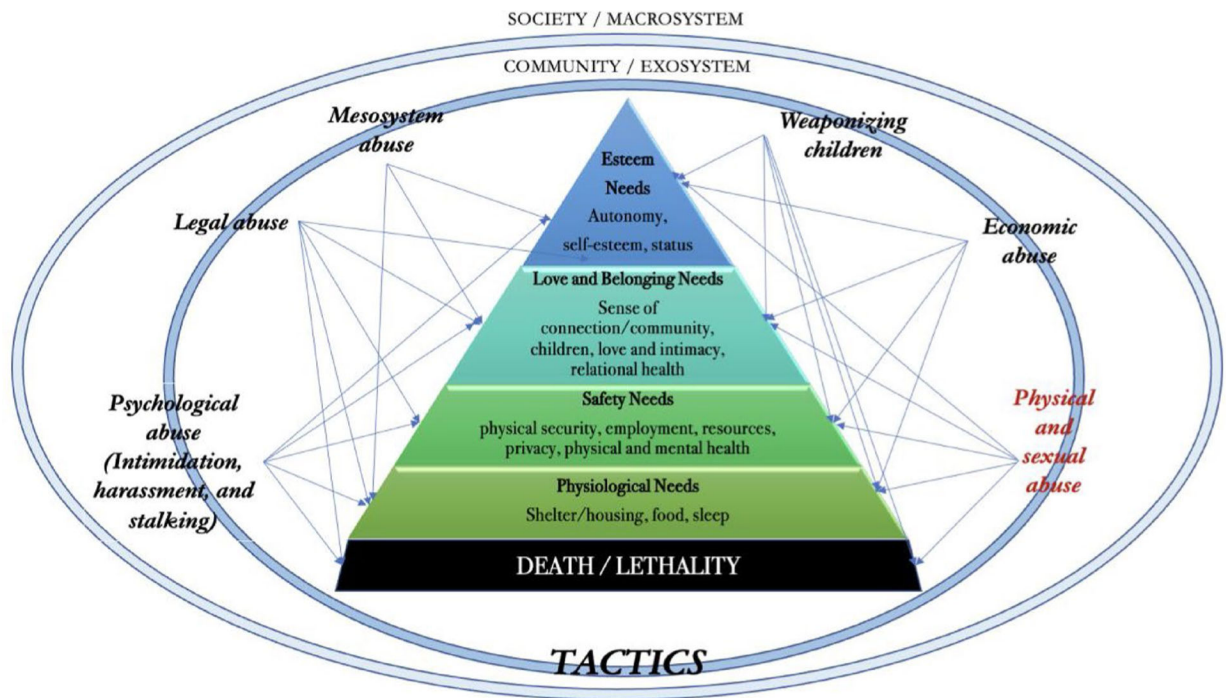 SOCIETY / MACROSYSTEM
COMMUNITY / EXOSYSTEM
Mesosystem
abuse
Weaponizing
children
Legal abuse
Economic
abuse
Esteem
Needs
Autonomy,
self-esteem, status
Love and Belonging Needs
Sense of
connection/community,
children, love and intimacy,
relational health
Psychological
abuse
(Intimidation,
harassment, and
stalking)
Physical
and
sexual
abuse
Safety Needs
physical security, employment, resources,
privacy, physical and mental health
Physiological Needs
Shelter/housing, food, sleep
DEATH / LETHALITY
TACTICS